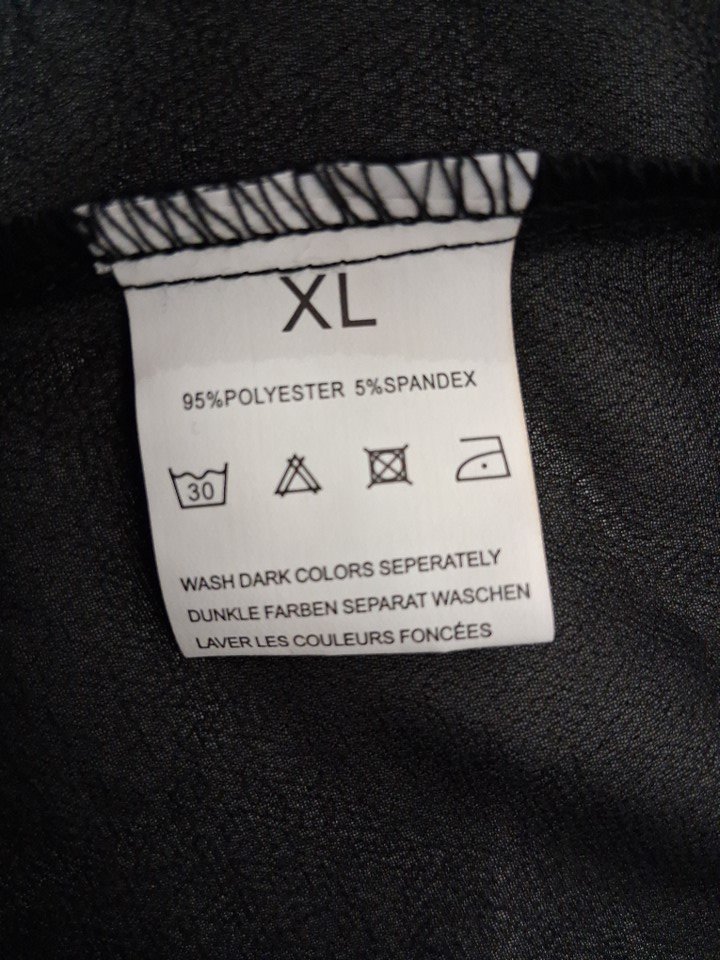 XL
95%POLYESTER 5%SPANDEX
30
WASH DARK COLORS SEPERATELY
DUNKLE FARBEN SEPARAT WASCHEN
LAVER LES COULEURS FONCÉES